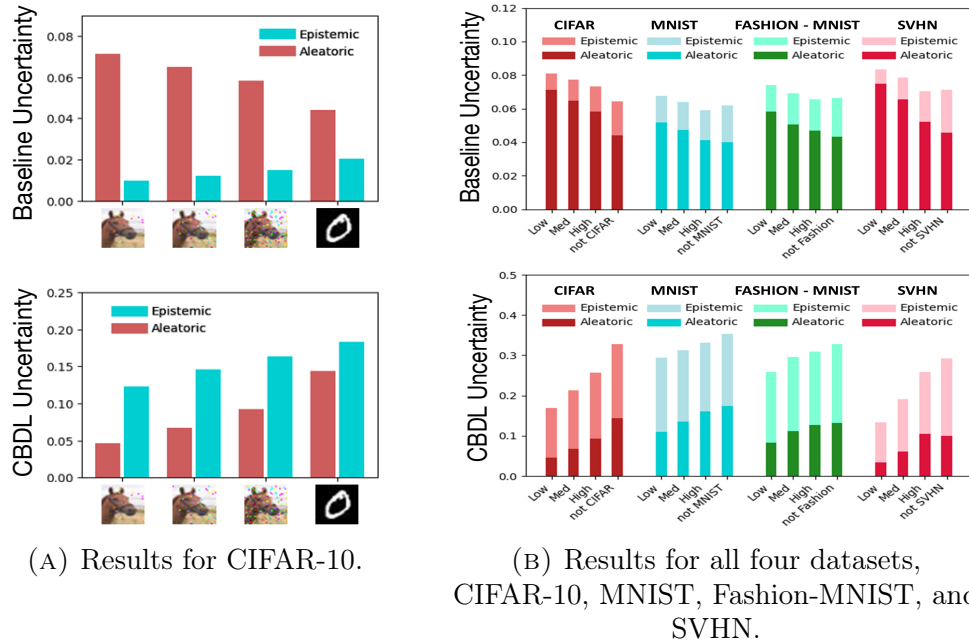 Baseline Uncertainty
0.08
0.06
0.04
0.02
0.00
Epistemic
Aleatoric
CBDL Uncertainty
0.25
0.20
0.15
0.10
0.05
0.00
Epistemic
Aleatoric
(A) Results for CIFAR-10.
Baseline Uncertainty
0.12
0.10
0.08
0.06
0.04
0.02
0.00
CIFAR MNIST FASHION - MNIST SVHN
Epistemic Epistemic Epistemic Epistemic
Aleatoric Aleatoric Aleatoric Aleatoric
Low Med High not CIFAR Low Med High not MNIST Low Med High not Fashion Low Med High not SVHN
CBDL Uncertainty
0.5
0.4
0.3
0.2
0.1
0.0
CIFAR MNIST FASHION - MNIST SVHN
Epistemic Epistemic Epistemic Epistemic
Aleatoric Aleatoric Aleatoric Aleatoric
Low Med High not CIFAR Low Med High not MNIST Low Med High not Fashion Low Med High not SVHN
(B) Results for all four datasets,
CIFAR-10, MNIST, Fashion-MNIST, and
SVHN.